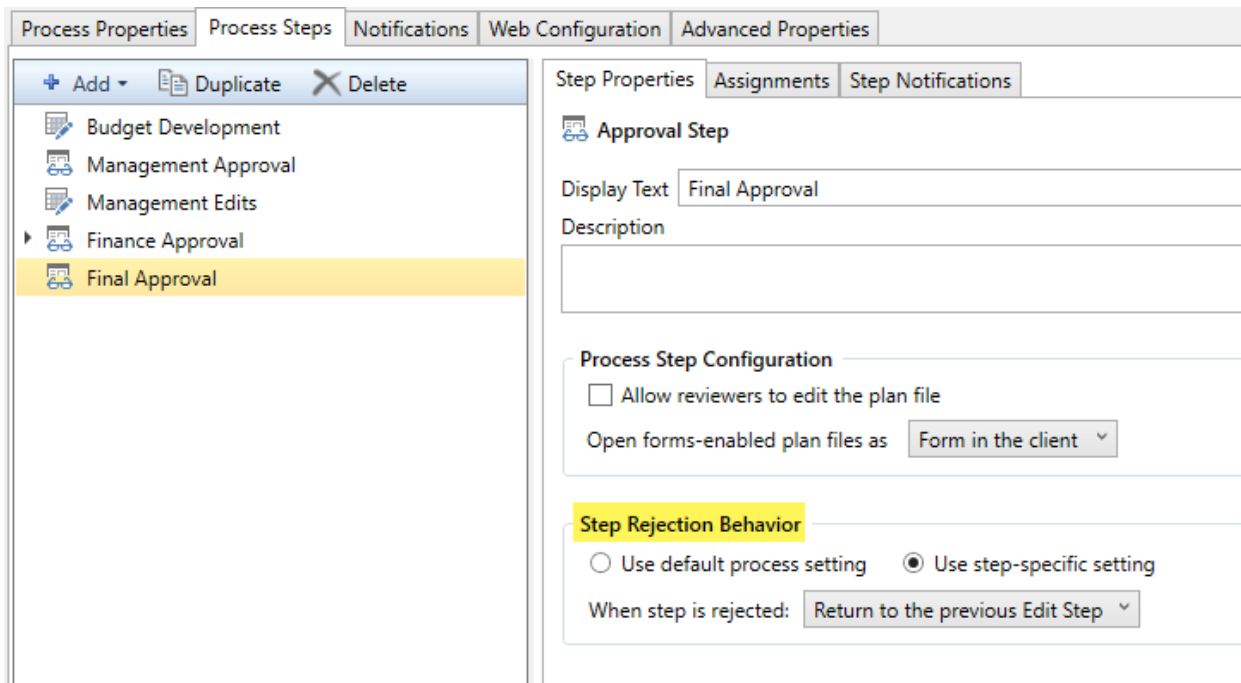 Process Properties Process Steps Notifications Web Configuration Advanced Properties
Add Duplicate Delete
Budget Development
Management Approval
Management Edits
Finance Approval
Final Approval
Step Properties Assignments Step Notifications
Approval Step
Display Text Final Approval
Description
Process Step Configuration
Allow reviewers to edit the plan file
Open forms-enabled plan files as Form in the client
Step Rejection Behavior
Use default process setting Use step-specific setting
When step is rejected: Return to the previous Edit Step